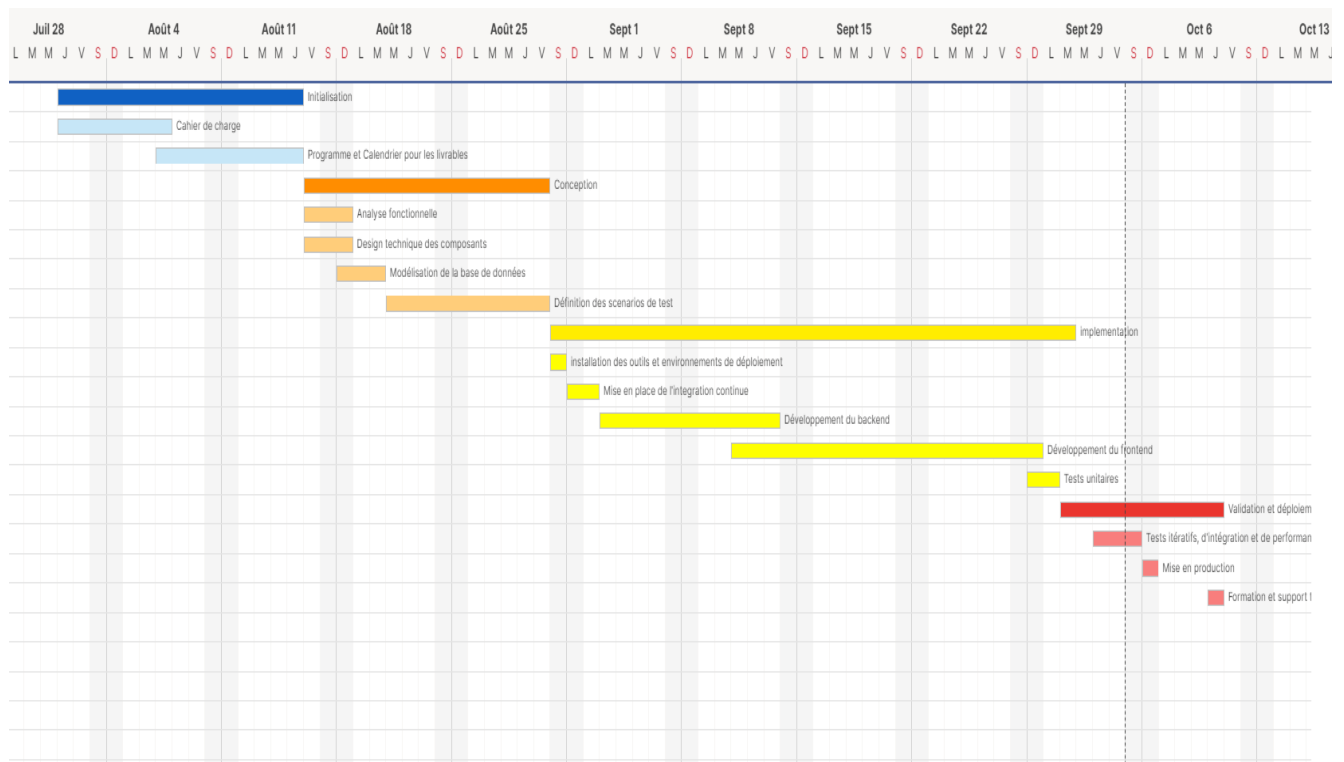 Juil 28 Août 4 Août 11 Août 18 Août 25 Sept 1 Sept 8 Sept 15 Sept 22 Sept 29 Oct 6 Oct 13
L M M J V S D L M M J V S D L M M J V S D L M M J V S D L M M J V S D L M M J V S D L M M J V S D L M M J V S D L M M J V S D L M M J V S D L M M J V S D L M M J
Initialisation
Cahier de charge
Programme et Calendrier pour les livrables
Conception
Analyse fonctionnelle
Design technique des composants
Modélisation de la base de données
Définition des scenarios de test
implementation
installation des outils et environnements de déploiement
Mise en place de l'integration continue
Développement du backend
Développement du frontend
Tests unitaires
Validation et déploiem
Tests itératifs, d'intégration et de performan
Mise en production
Formation et support